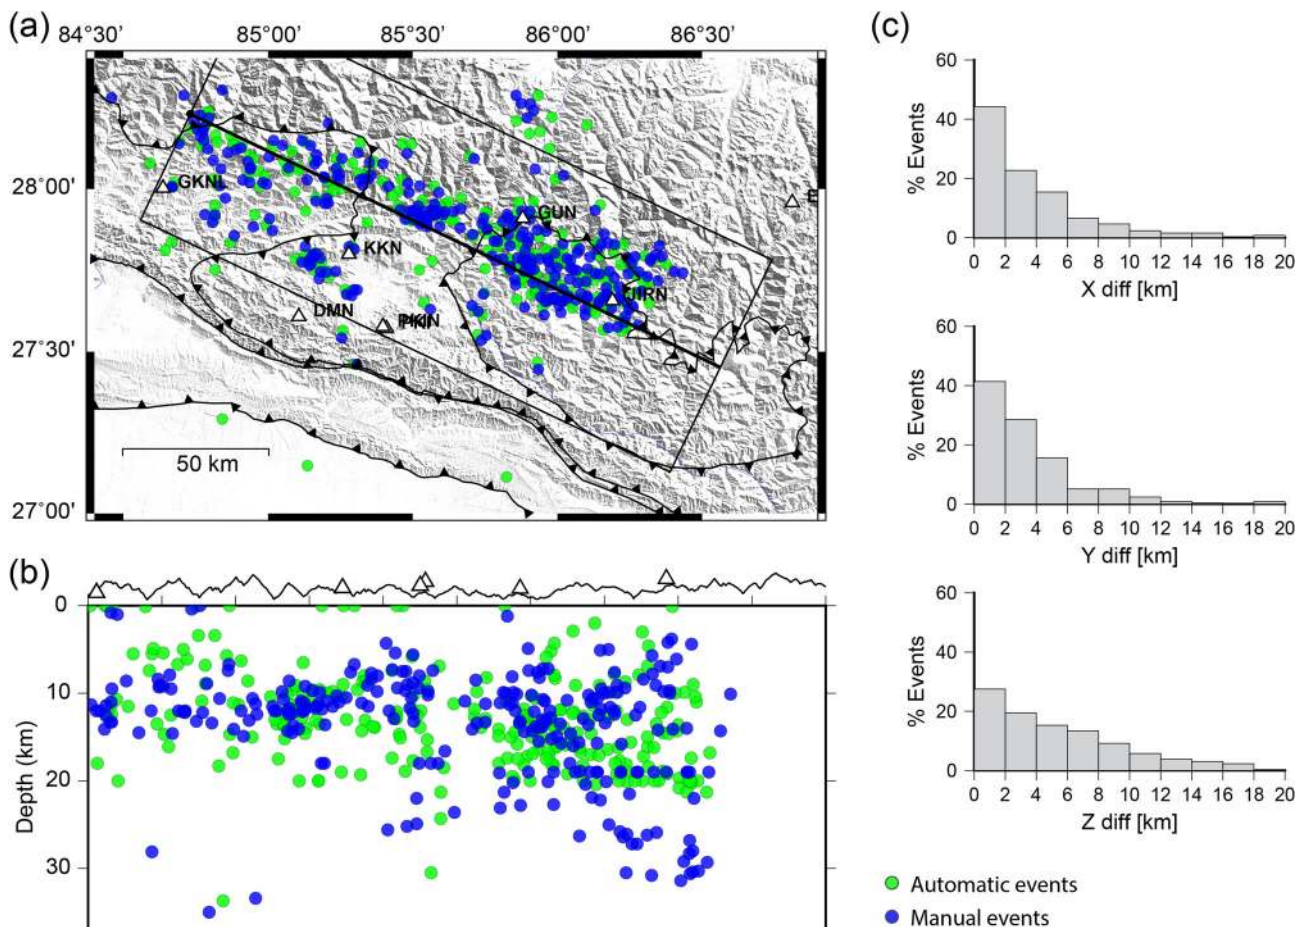 (a)
84°30' 85°00' 85°30' 86°00' 86°30'
28°00'
27°30'
27°00'
GKNL
GUN
KKN
JIRN
DMN
E
50 km
(b)
0
10
20
30
Depth (km)
(c)
60
40
20
0
% Events
0 2 4 6 8 10 12 14 16 18 20
X diff [km]
60
40
20
0
% Events
0 2 4 6 8 10 12 14 16 18 20
Y diff [km]
60
40
20
0
% Events
0 2 4 6 8 10 12 14 16 18 20
Z diff [km]
Automatic events
Manual events